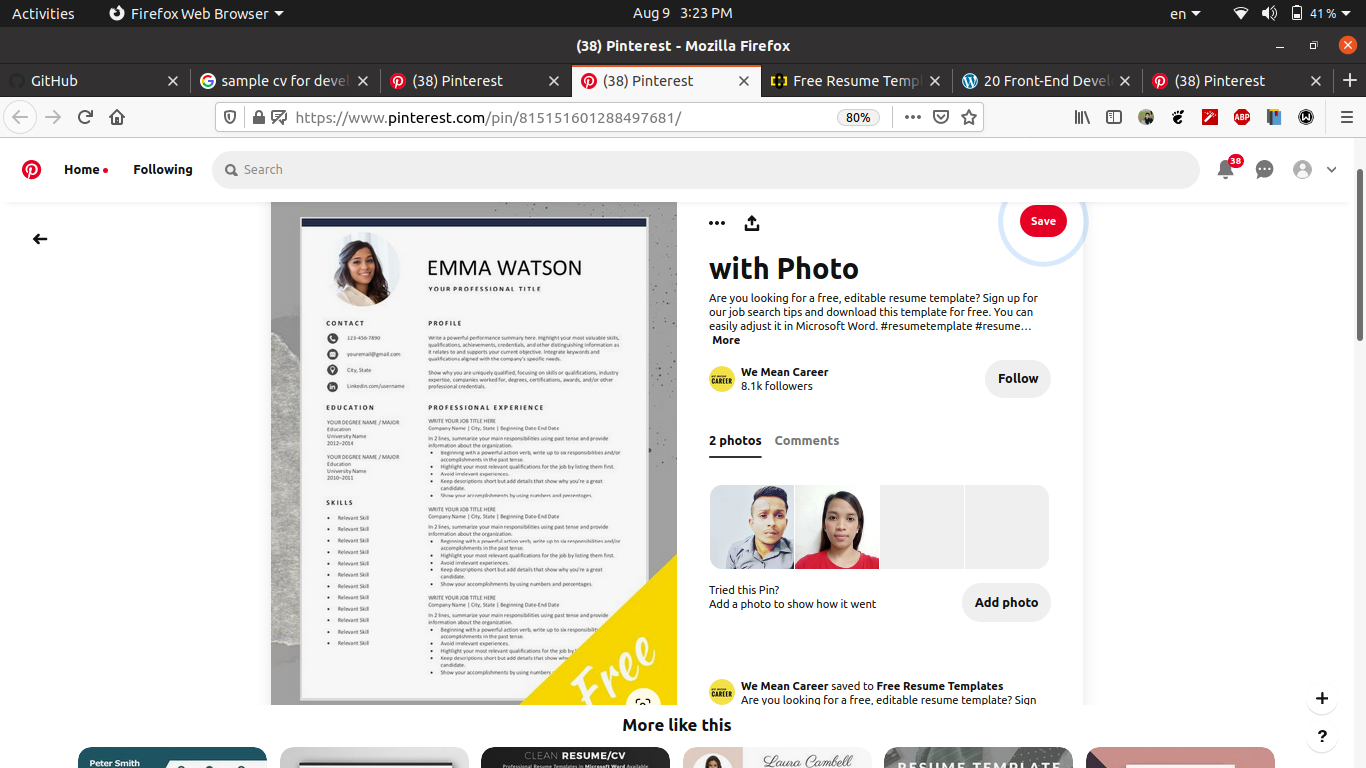 Activities
Firefox Web Browser
Aug 9 3:23 PM
en
41 %
(38) Pinterest - Mozilla Firefox
GitHub
sample cv for devel
(38) Pinterest
(38) Pinterest
Free Resume Templ
20 Front-End Develo
(38) Pinterest
https://www.pinterest.com/pin/815151601288497681/
80%
ABP
Home
Following
Search
38
Save
with Photo
Are you looking for a free, editable resume template? Sign up for
our job search tips and download this template for free. You can
easily adjust it in Microsoft Word. #resumetemplate #resume…
More
We Mean Career
8.1k followers
Follow
2 photos
Comments
Tried this Pin?
Add a photo to show how it went
Add photo
We Mean Career saved to Free Resume Templates
Are you looking for a free, editable resume template? Sign
EMMA WATSON
YOUR PROFESSIONAL TITLE
CONTACT
123-456-7890
youremail@gmail.com
City, State
Linkedin.com/username
EDUCATION
YOUR DEGREE NAME / MAJOR
Education
University Name
2012–2014
YOUR DEGREE NAME / MAJOR
Education
University Name
2010–2011
SKILLS
Relevant Skill
Relevant Skill
Relevant Skill
Relevant Skill
Relevant Skill
Relevant Skill
Relevant Skill
Relevant Skill
Relevant Skill
Relevant Skill
Relevant Skill
Relevant Skill
PROFILE
Write a powerful performance summary here. Highlight your most valuable skills,
qualifications, achievements, credentials, and other distinguishing information as
it relates to and supports your current objective. Integrate keywords and
qualifications aligned with the company's specific needs.
Show why you are uniquely qualified, focusing on skills or qualifications, industry
expertise, companies worked for, degrees, certifications, awards, and/or other
professional credentials.
PROFESSIONAL EXPERIENCE
WRITE YOUR JOB TITLE HERE
Company Name | City, State | Beginning Date-End Date
In 2 lines, summarize your main responsibilities using past tense and provide
information about the organization.
Beginning with a powerful action verb, write up to six responsibilities and/or
accomplishments in the past tense.
Highlight your most relevant qualifications for the job by listing them first.
Avoid irrelevant experiences.
Keep descriptions short but add details that show why you're a great
candidate.
Show your accomplishments by using numbers and percentages.
WRITE YOUR JOB TITLE HERE
Company Name | City, State | Beginning Date-End Date
In 2 lines, summarize your main responsibilities using past tense and provide
information about the organization.
Beginning with a powerful action verb, write up to six responsibilities and/or
accomplishments in the past tense.
Highlight your most relevant qualifications for the job by listing them first.
Avoid irrelevant experiences.
Keep descriptions short but add details that show why you're a great
candidate.
Show your accomplishments by using numbers and percentages.
WRITE YOUR JOB TITLE HERE
Company Name | City, State | Beginning Date-End Date
In 2 lines, summarize your main responsibilities using past tense and provide
information about the organization.
Beginning with a powerful action verb, write up to six responsibilities
accomplishments in the past tense.
Avoid irrelevant experiences.
Highlight your most relevant qualifications for the job by
Keep descriptions short but add details that show why
candidate.
Show your accomplishments by using numbers
Free
More like this
Peter Smith
CLEAN RESUME/CV
Professional Resume Templates in Microsoft Word Available
Laura Cambell
RESUME TEMPLATE
?